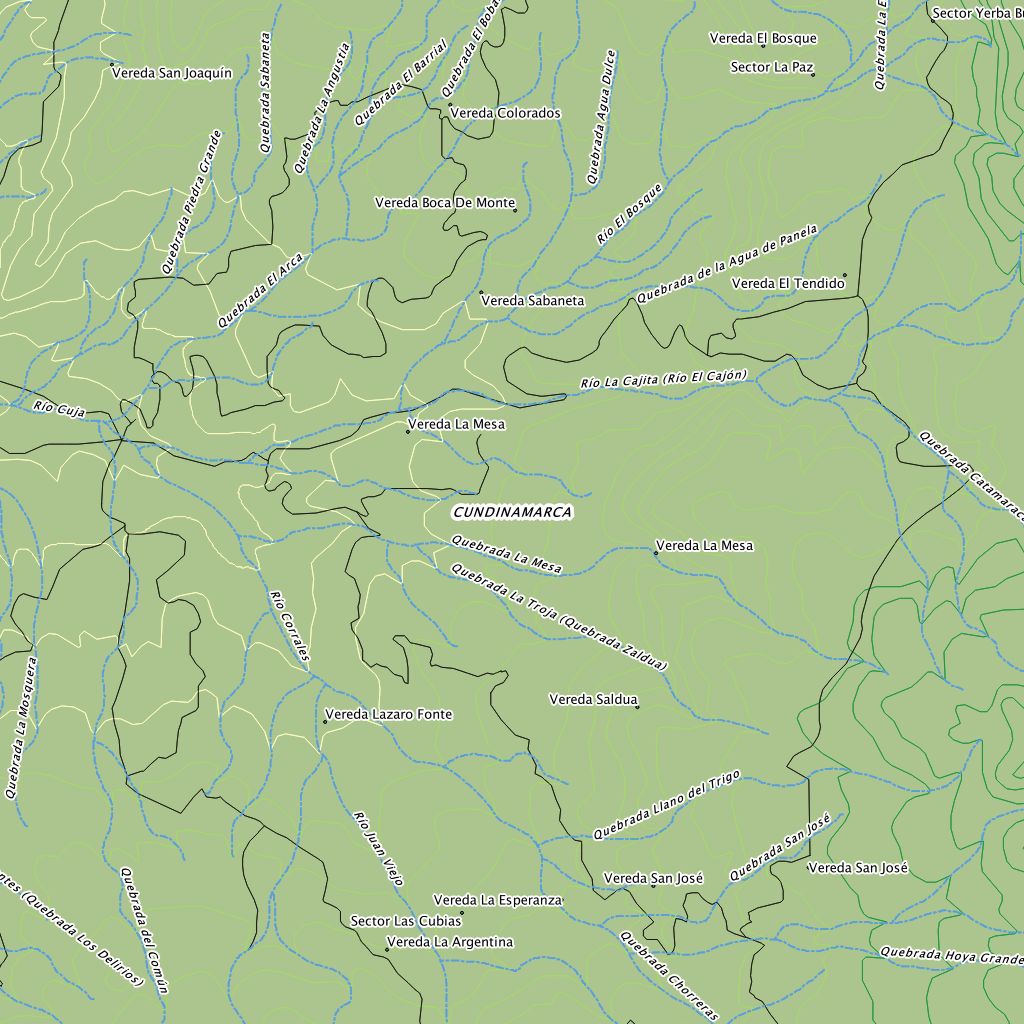 Sector Yerba Bu
Vereda El Bosque
Sector La Paz
Vereda San Joaquín
Quebrada Sabaneta
Quebrada La Angustia
Quebrada El Barrial
Quebrada El Boba
Quebrada La E
Vereda Colorados
Quebrada Agua Dulce
Quebrada Piedra Grande
Vereda Boca De Monte
Río El Bosque
Quebrada de la Agua de Panela
Quebrada El Arca
Vereda El Tendido
Vereda Sabaneta
Río La Cajita (Río El Cajón)
Río Cuja
Vereda La Mesa
Quebrada Catamarac
CUNDINAMARCA
Quebrada La Mesa
Vereda La Mesa
Quebrada La Troja (Quebrada Zaldua)
Río Corrales
Quebrada La Mosquera
Vereda Saldua
Vereda Lazaro Fonte
Quebrada Llano del Trigo
Río Juan Viejo
Quebrada San José
Vereda San José
Vereda San José
Vereda La Esperanza
Sector Las Cubias
Vereda La Argentina
ntes (Quebrada Los Delirios)
Quebrada del Común
Quebrada Chorreras
Quebrada Hoya Grande